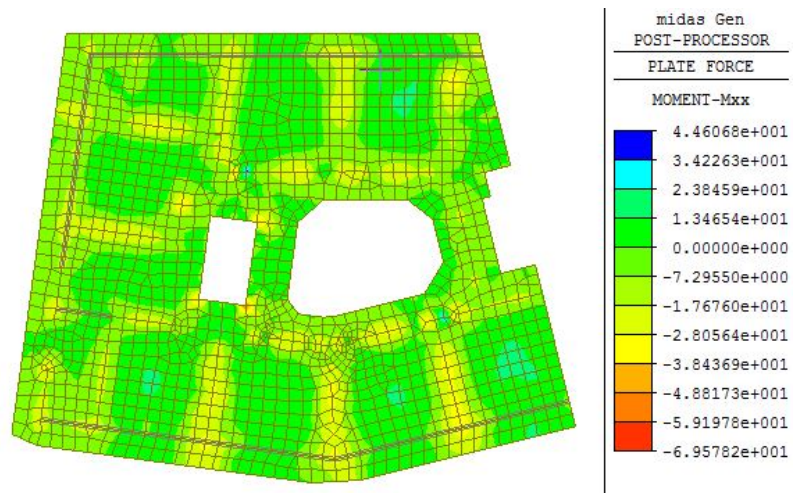 midas Gen
POST-PROCESSOR
PLATE FORCE
MOMENT-Mxx
4.46068e+001
3.42263e+001
2.38459e+001
1.34654e+001
0.00000e+000
-7.29550e+000
-1.76760e+001
-2.80564e+001
-3.84369e+001
-4.88173e+001
-5.91978e+001
-6.95782e+001